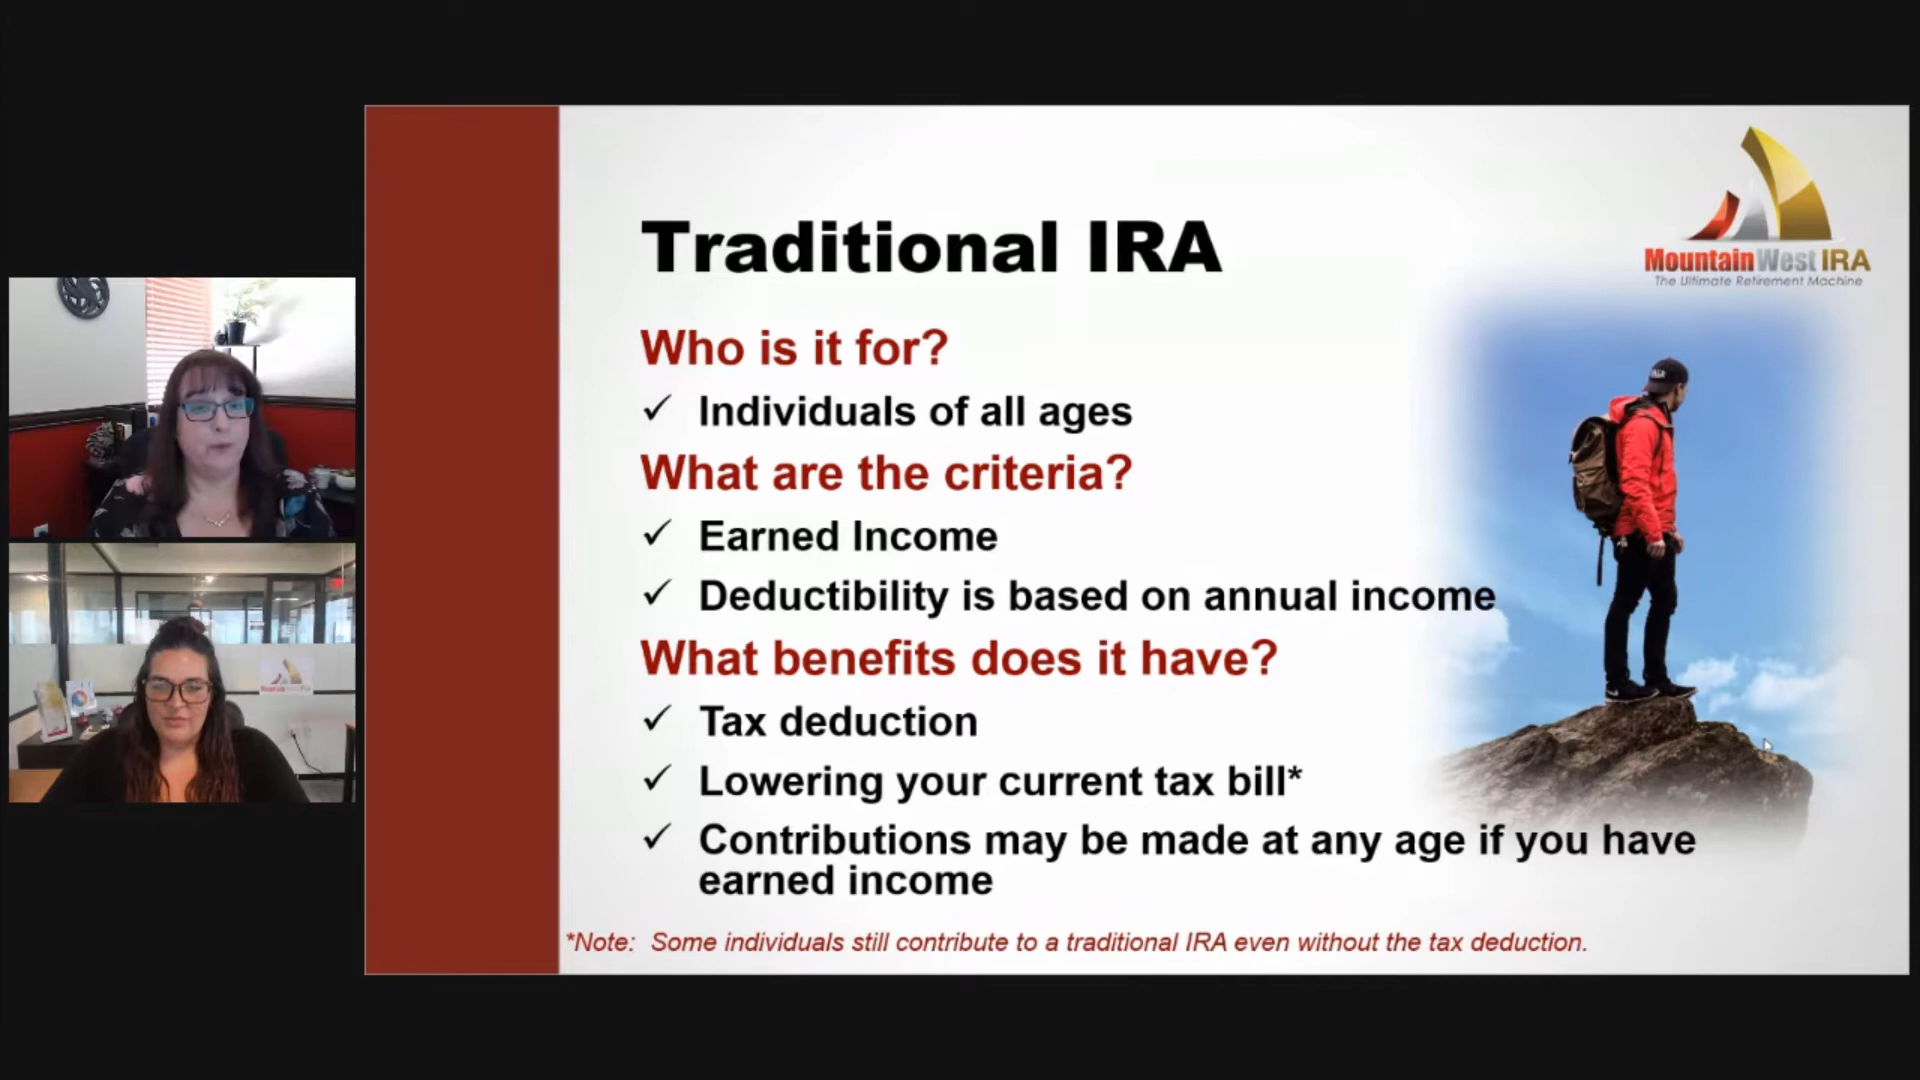 Traditional IRA
MountainWest IRA
The Ultimate Retirement Machine
Who is it for?
✓ Individuals of all ages
What are the criteria?
✓ Earned Income
✓ Deductibility is based on annual income
What benefits does it have?
✓ Tax deduction
✓ Lowering your current tax bill*
✓ Contributions may be made at any age if you have
earned income
*Note: Some individuals still contribute to a traditional IRA even without the tax deduction.